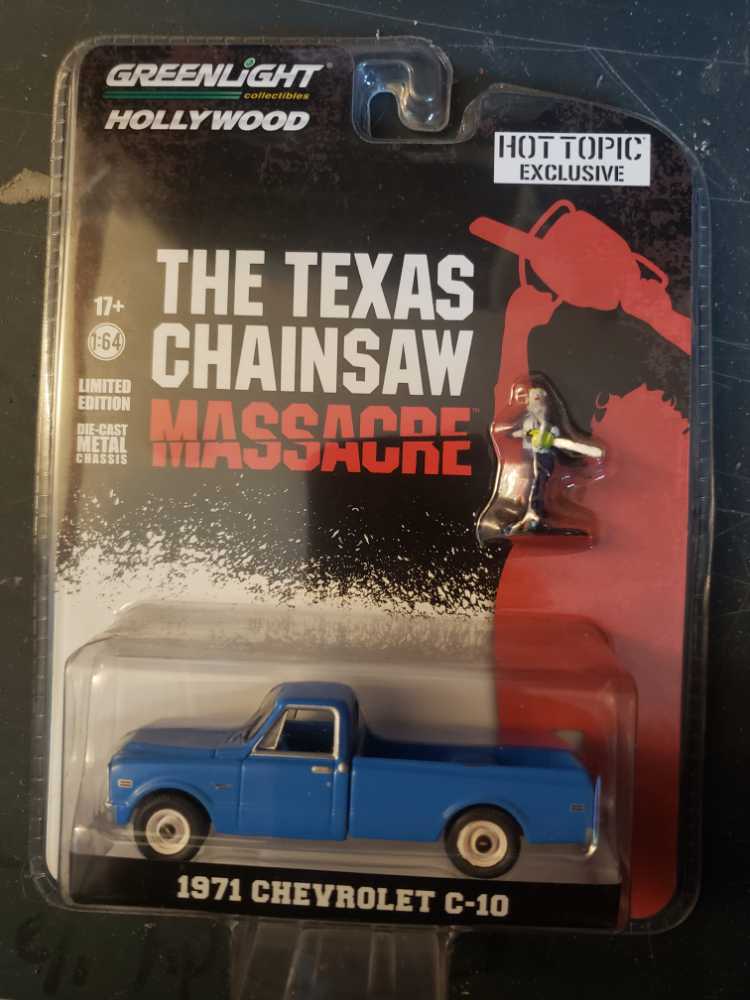 GREENLIGHT
collectibles
HOLLYWOOD
HOT TOPIC
EXCLUSIVE
THE TEXAS
CHAINSAW
MASSACRE™
17+
1:64
LIMITED
EDITION
DIE-CAST
METAL
CHASSIS
1971 CHEVROLET C-10